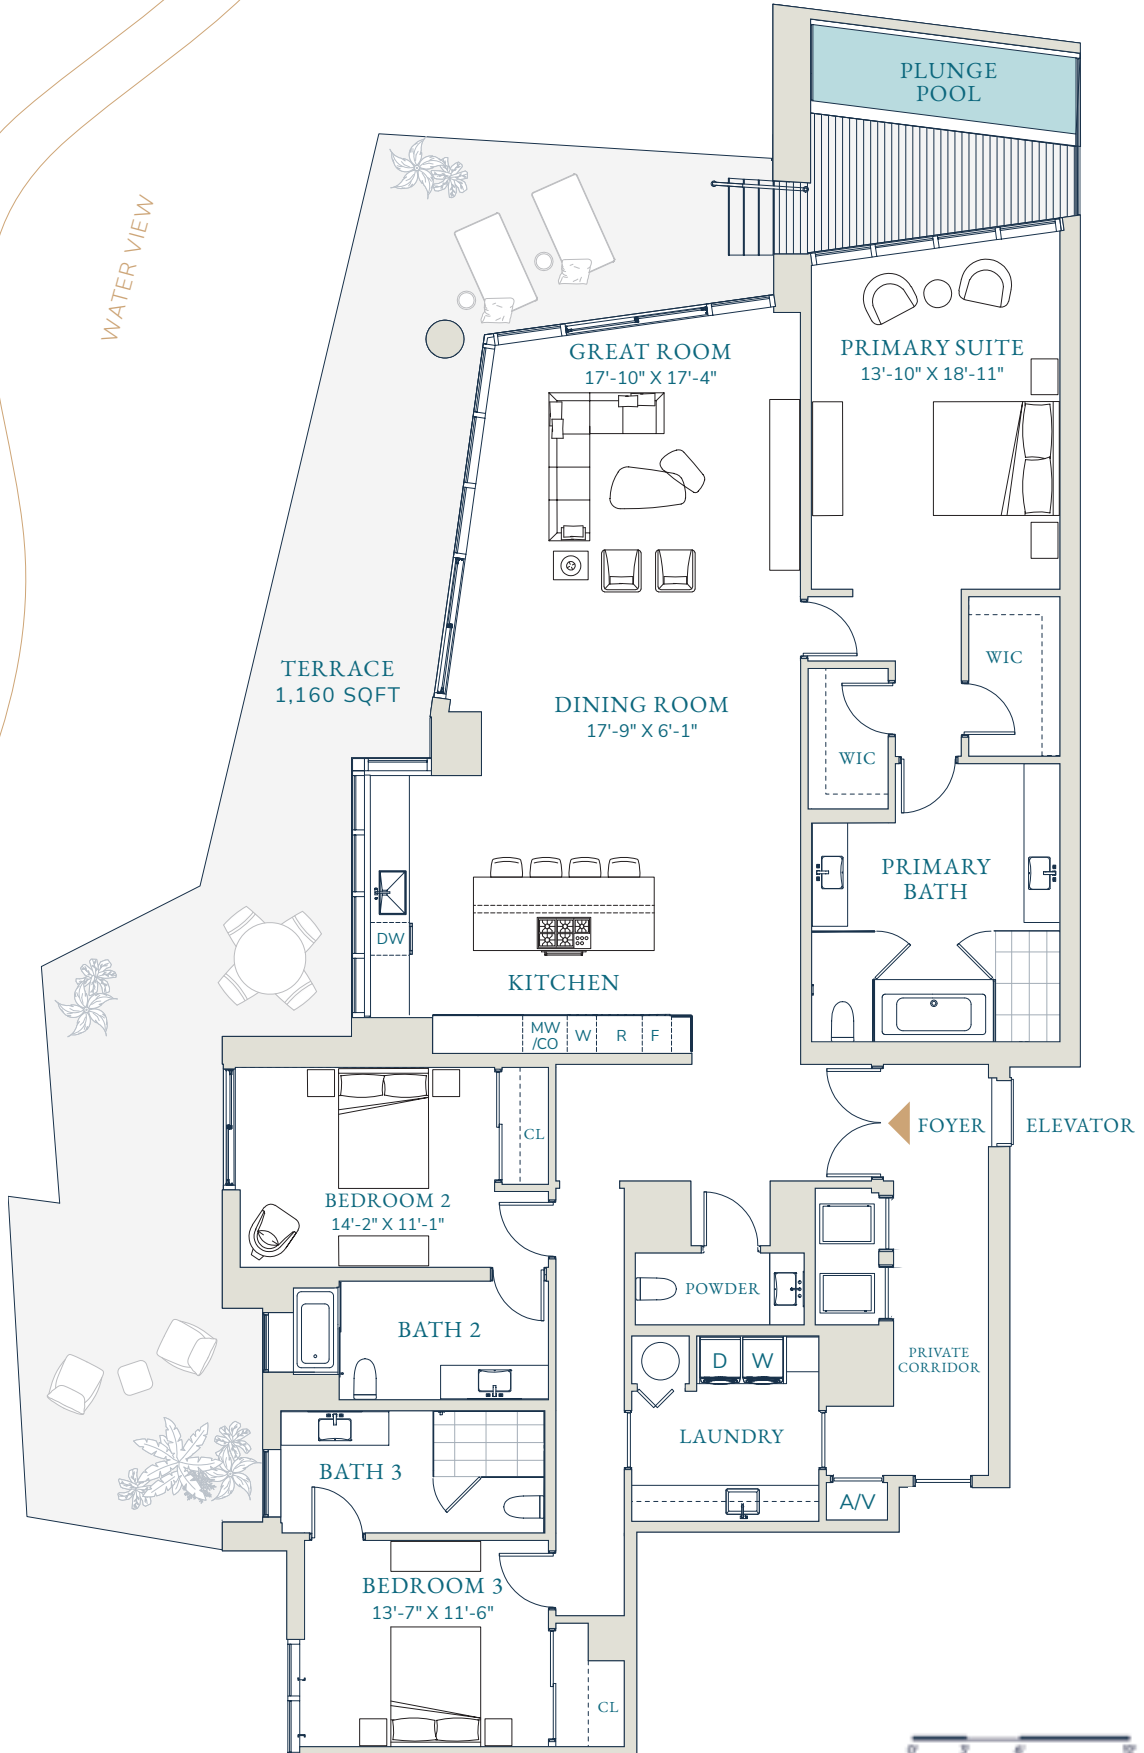 PLUNGE
POOL
WATER VIEW
GREAT ROOM
17'-10" X 17'-4"
PRIMARY SUITE
13'-10" X 18'-11"
TERRACE
1,160 SQFT
DINING ROOM
17'-9" X 6'-1"
WIC
WIC
PRIMARY
BATH
DW
KITCHEN
MW
/CO
W
R
F
CL
FOYER
ELEVATOR
BEDROOM 2
14'-2" X 11'-1"
POWDER
BATH 2
D
W
PRIVATE
CORRIDOR
LAUNDRY
BATH 3
A/V
BEDROOM 3
13'-7" X 11'-6"
CL